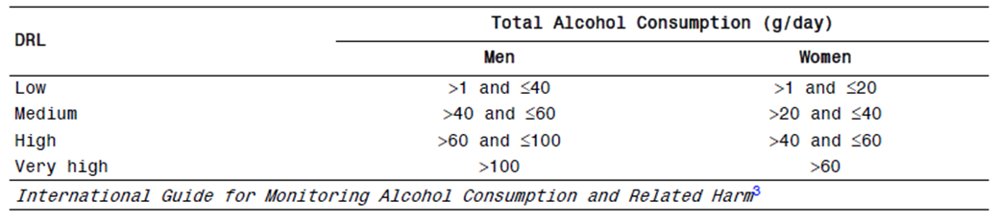 Total Alcohol Consumption (g/day)
DRL
Men Women
Low >1 and ≤40 >1 and ≤20
Medium >40 and ≤60 >20 and ≤40
High >60 and ≤100 >40 and ≤60
Very high >100 >60
International Guide for Monitoring Alcohol Consumption and Related Harm3